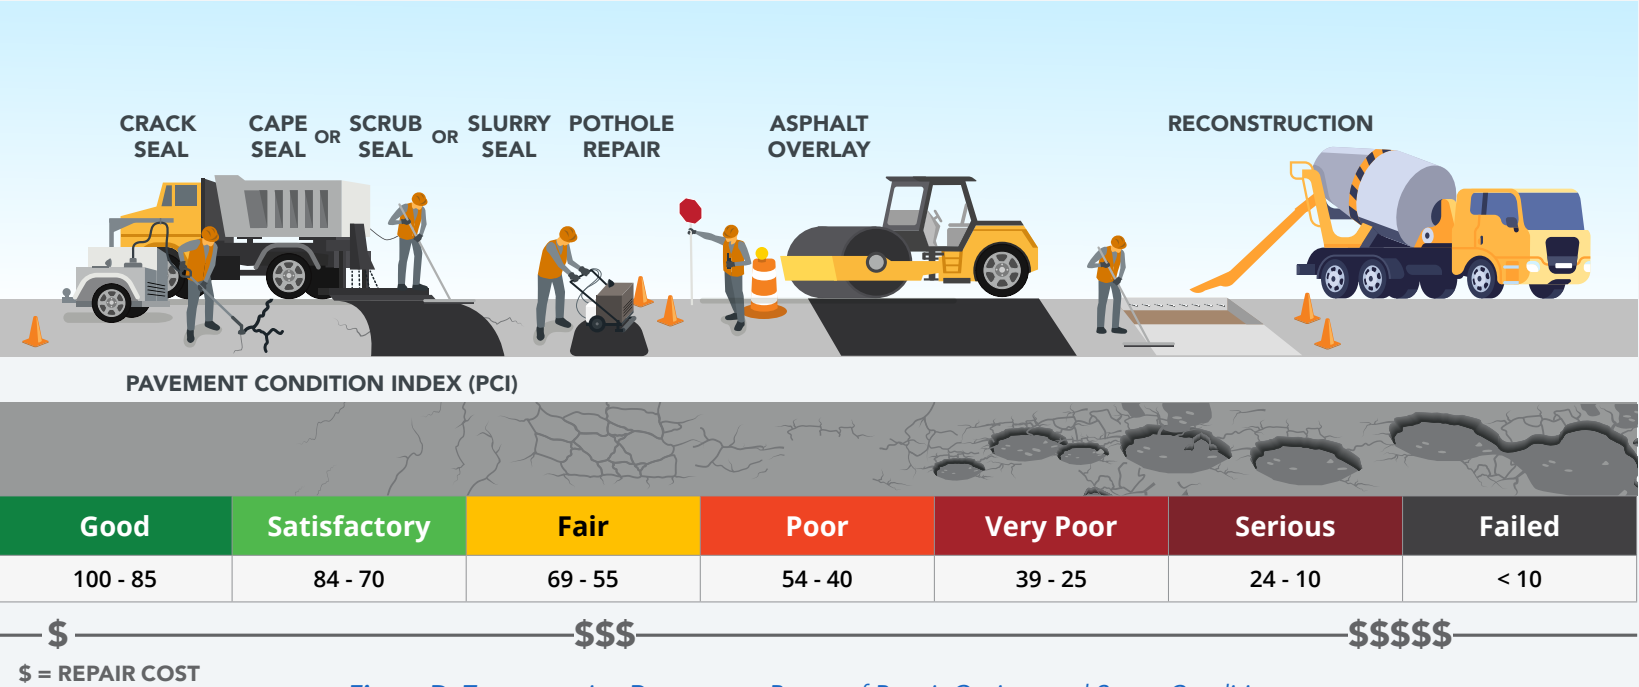 CRACK SEAL
CAPE SEAL OR SCRUB SEAL OR SLURRY SEAL
POTHOLE REPAIR
ASPHALT OVERLAY
RECONSTRUCTION
PAVEMENT CONDITION INDEX (PCI)
Good Satisfactory Fair Poor Very Poor Serious Failed
100 - 85 84 - 70 69 - 55 54 - 40 39 - 25 24 - 10 < 10
$ $$$ $$$$$
$ = REPAIR COST